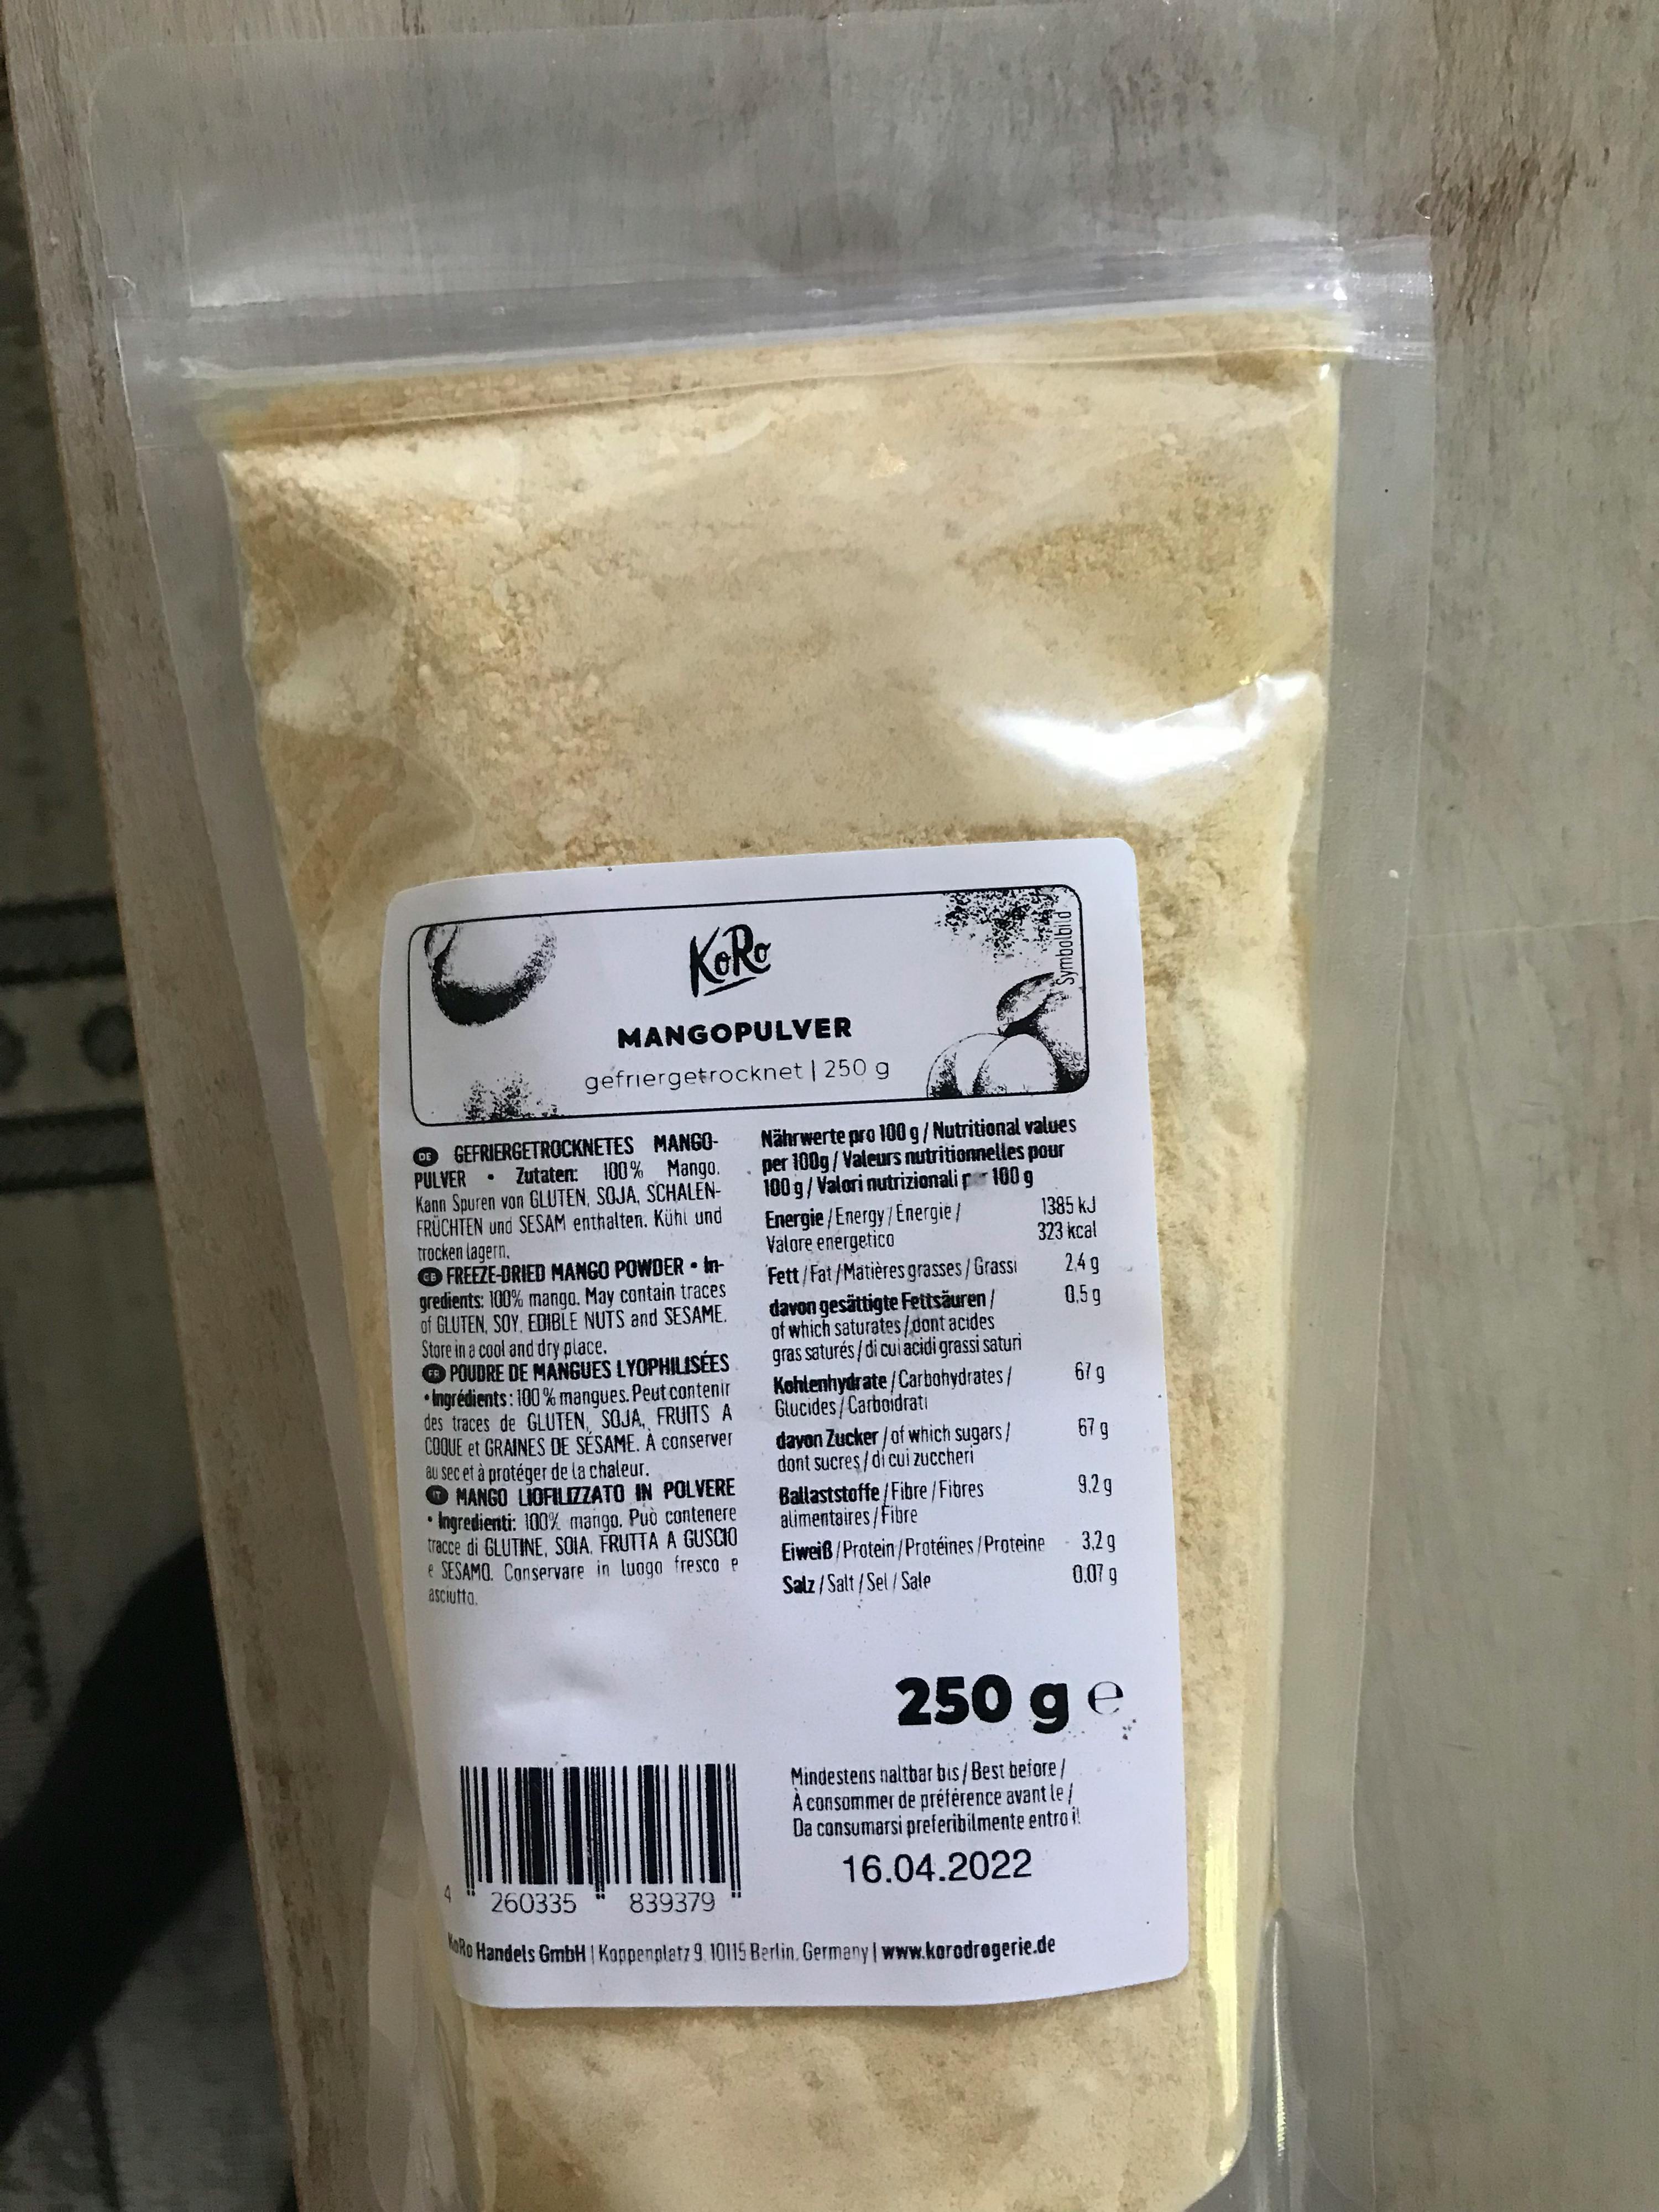 KoRo
Symbolbild
MANGOPULVER
gefriergetrocknet | 250 g
DE GEFRIERGETROCKNETES MANGO-
PULVER • Zutaten: 100% Mango.
Kann Spuren von GLUTEN, SOJA, SCHALEN-
FRÜCHTEN und SESAM enthalten. Kühl und
trocken lagern.
GB FREEZE-DRIED MANGO POWDER • In-
gredients: 100% mango. May contain traces
of GLUTEN, SOY, EDIBLE NUTS and SESAME.
Store in a cool and dry place.
FR POUDRE DE MANGUES LYOPHILISÉES
• Ingrédients : 100 % mangues. Peut contenir
des traces de GLUTEN, SOJA, FRUITS A
COQUE et GRAINES DE SÉSAME. À conserver
au sec et à protéger de la chaleur.
IT MANGO LIOFILIZZATO IN POLVERE
• Ingredienti: 100% mango. Può contenere
tracce di GLUTINE, SOIA, FRUTTA A GUSCIO
e SESAMO. Conservare in luogo fresco e
asciutto.
Nährwerte pro 100 g / Nutritional values
per 100g / Valeurs nutritionnelles pour
100 g / Valori nutrizionali per 100 g
Energie / Energy / Énergie / 1385 kJ
Valore energetico 323 kcal
Fett / Fat / Matières grasses / Grassi 2,4 g
davon gesättigte Fettsäuren / 0,5 g
of which saturates / dont acides
gras saturés / di cui acidi grassi saturi
Kohlenhydrate / Carbohydrates / 67 g
Glucides / Carboidrati
davon Zucker / of which sugars / 67 g
dont sucres / di cui zuccheri
Ballaststoffe / Fibre / Fibres 9,2 g
alimentaires / Fibre
Eiweiß / Protein / Protéines / Proteine 3,2 g
Salz / Salt / Sel / Sale 0,07 g
250 g e
Mindestens haltbar bis / Best before /
À consommer de préférence avant le /
Da consumarsi preferibilmente entro il
16.04.2022
4 260335 839379
KoRo Handels GmbH | Koppenplatz 9, 10115 Berlin, Germany | www.korodrogerie.de